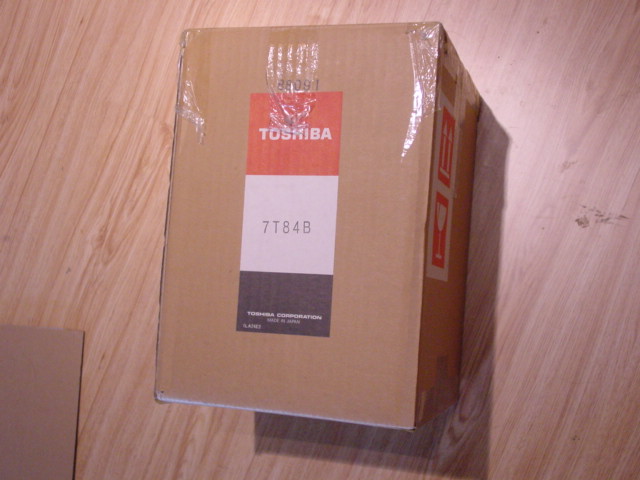 TOSHIBA
7T84B
TOSHIBA CORPORATION
MADE IN JAPAN